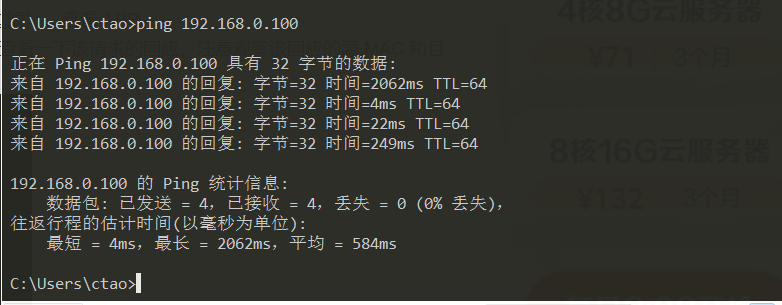 C:\Users\ctao>ping 192.168.0.100
正在 Ping 192.168.0.100 具有 32 字节的数据:
来自 192.168.0.100 的回复: 字节=32 时间=2062ms TTL=64
来自 192.168.0.100 的回复: 字节=32 时间=4ms TTL=64
来自 192.168.0.100 的回复: 字节=32 时间=22ms TTL=64
来自 192.168.0.100 的回复: 字节=32 时间=249ms TTL=64
192.168.0.100 的 Ping 统计信息:
数据包: 已发送 = 4，已接收 = 4，丢失 = 0 (0% 丢失)，
往返行程的估计时间(以毫秒为单位):
最短 = 4ms，最长 = 2062ms，平均 = 584ms
C:\Users\ctao>
4核8G云服务器
¥71 3个月
8核16G云服务器
¥132 3个月